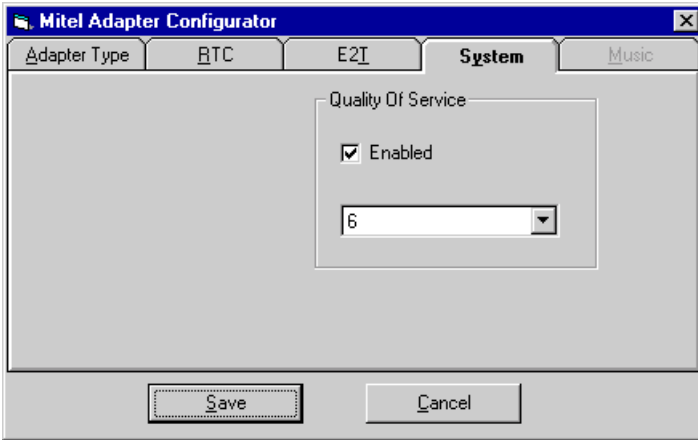 Mitel Adapter Configurator
Adapter Type RTC E2T System Music
Quality Of Service
Enabled
6
Save Cancel